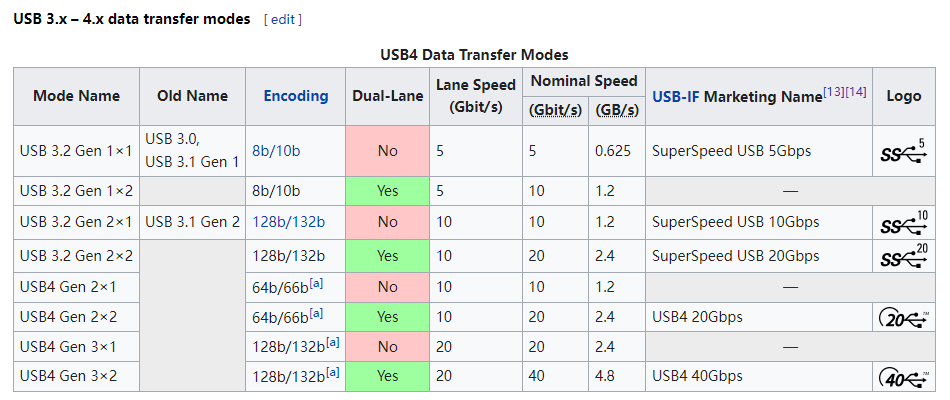 USB 3.x – 4.x data transfer modes [ edit ]
USB4 Data Transfer Modes
Mode Name Old Name Encoding Dual-Lane Lane Speed (Gbit/s) Nominal Speed (Gbit/s) (GB/s) USB-IF Marketing Name[13][14] Logo
USB 3.2 Gen 1×1 USB 3.0, USB 3.1 Gen 1 8b/10b No 5 5 0.625 SuperSpeed USB 5Gbps SS 5
USB 3.2 Gen 1×2 8b/10b Yes 5 10 1.2 —
USB 3.2 Gen 2×1 USB 3.1 Gen 2 128b/132b No 10 10 1.2 SuperSpeed USB 10Gbps SS 10
USB 3.2 Gen 2×2 128b/132b Yes 10 20 2.4 SuperSpeed USB 20Gbps SS 20
USB4 Gen 2×1 64b/66b[a] No 10 10 1.2 —
USB4 Gen 2×2 64b/66b[a] Yes 10 20 2.4 USB4 20Gbps 20 ™
USB4 Gen 3×1 128b/132b[a] No 20 20 2.4 —
USB4 Gen 3×2 128b/132b[a] Yes 20 40 4.8 USB4 40Gbps 40 ™